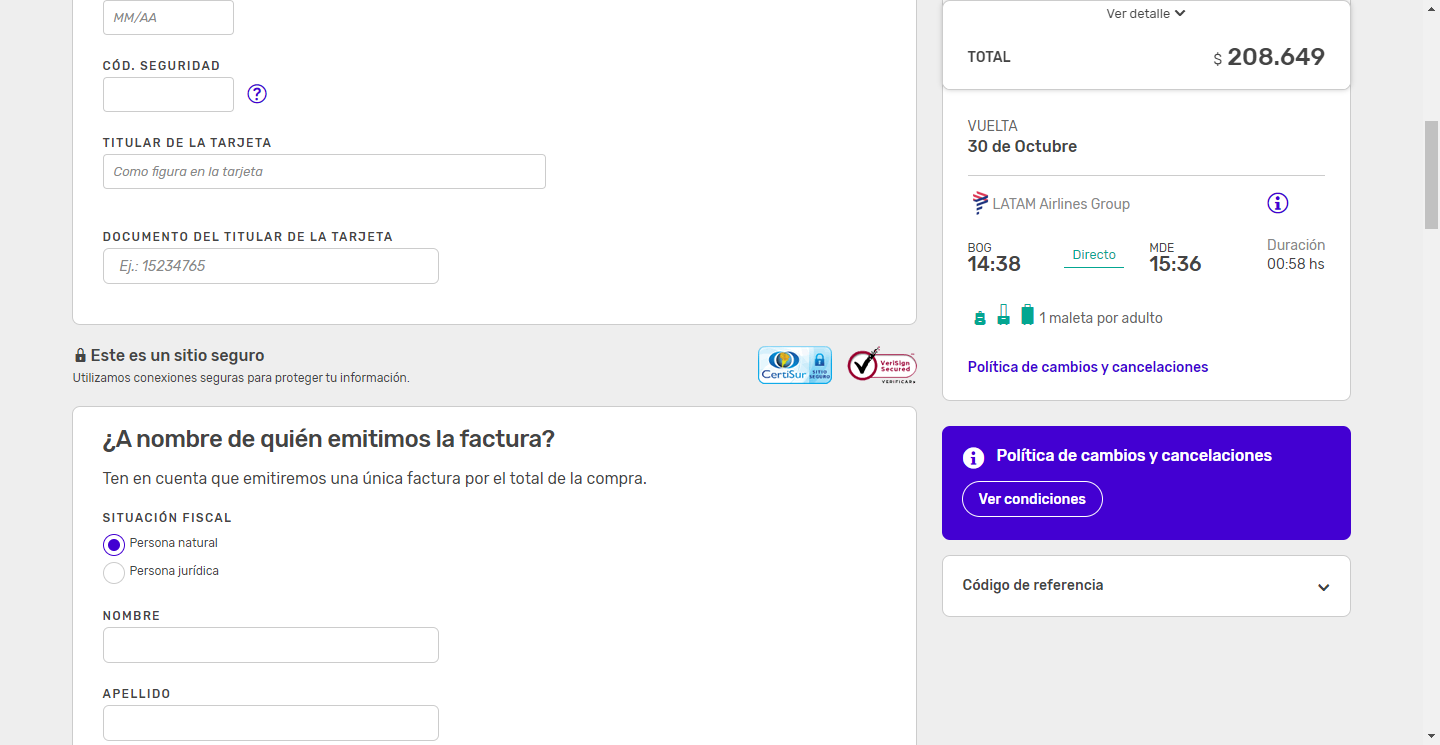 MM/AA
CÓD. SEGURIDAD
?
TITULAR DE LA TARJETA
Como figura en la tarjeta
DOCUMENTO DEL TITULAR DE LA TARJETA
Ej.: 15234765
Este es un sitio seguro
Utilizamos conexiones seguras para proteger tu información.
CertiSur SITIO SEGURO
VeriSign Secured
VERIFICAR
¿A nombre de quién emitimos la factura?
Ten en cuenta que emitiremos una única factura por el total de la compra.
SITUACIÓN FISCAL
Persona natural
Persona jurídica
NOMBRE
APELLIDO
Ver detalle
TOTAL $ 208.649
VUELTA
30 de Octubre
LATAM Airlines Group
BOG MDE Duración
14:38 Directo 15:36 00:58 hs
1 maleta por adulto
Política de cambios y cancelaciones
Política de cambios y cancelaciones
Ver condiciones
Código de referencia